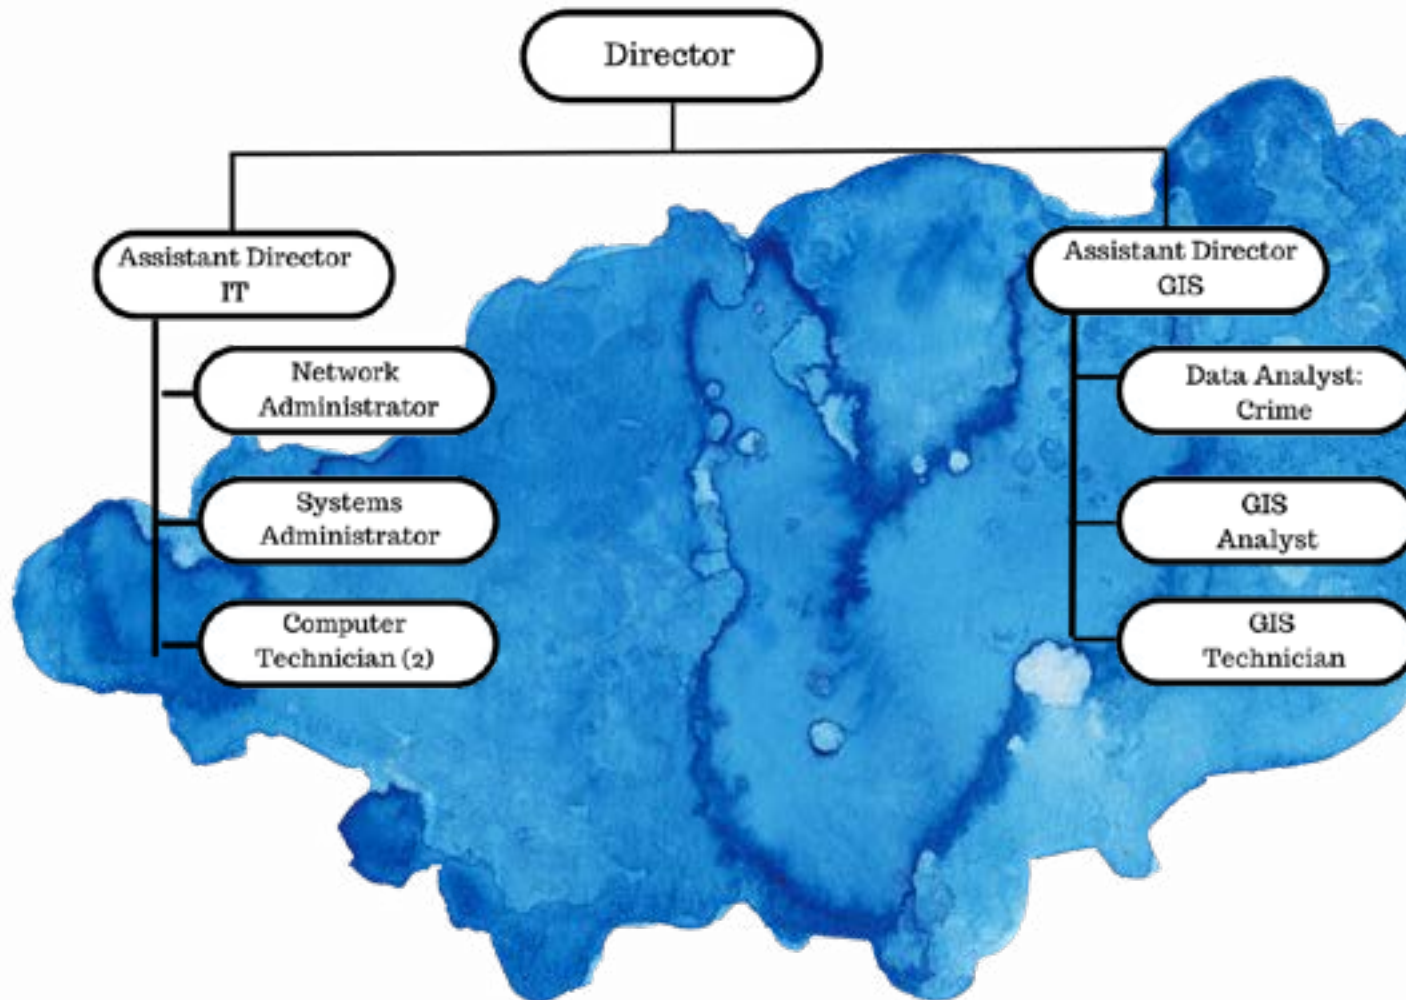 Director
Assistant Director
IT
Network
Administrator
Systems
Administrator
Computer
Technician (2)
Assistant Director
GIS
Data Analyst:
Crime
GIS
Analyst
GIS
Technician